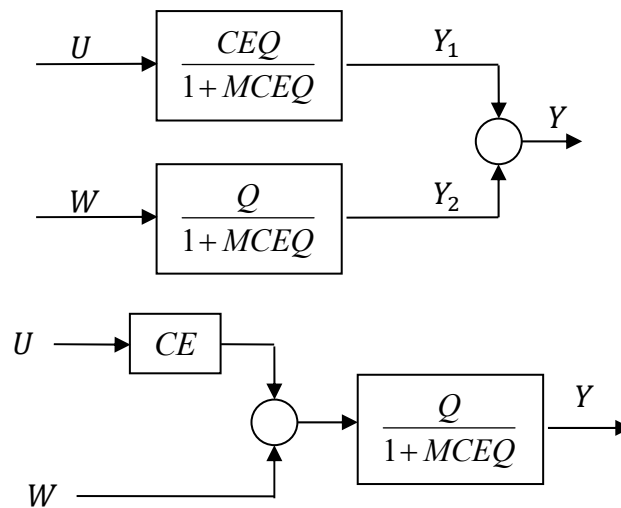 U CEQ Y₁
1 + MCEQ
Y
W Q Y₂
1 + MCEQ
U CE
Q Y
1 + MCEQ
W